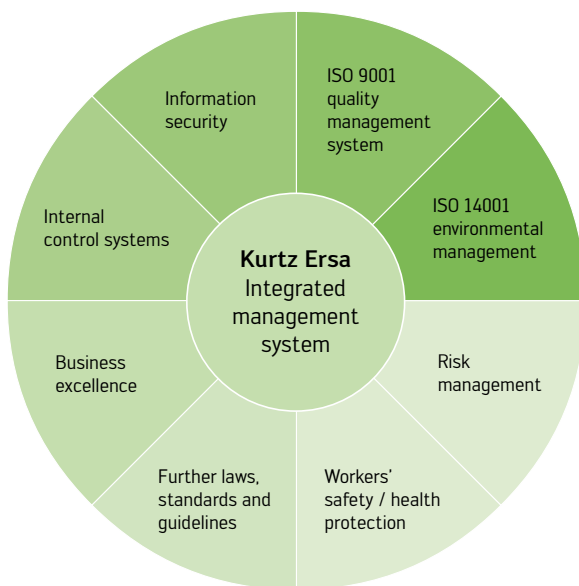 Information
security
ISO 9001
quality
management
system
ISO 14001
environmental
management
Internal
control systems
Kurtz Ersa
Integrated
management
system
Business
excellence
Risk
management
Further laws,
standards and
guidelines
Workers'
safety / health
protection